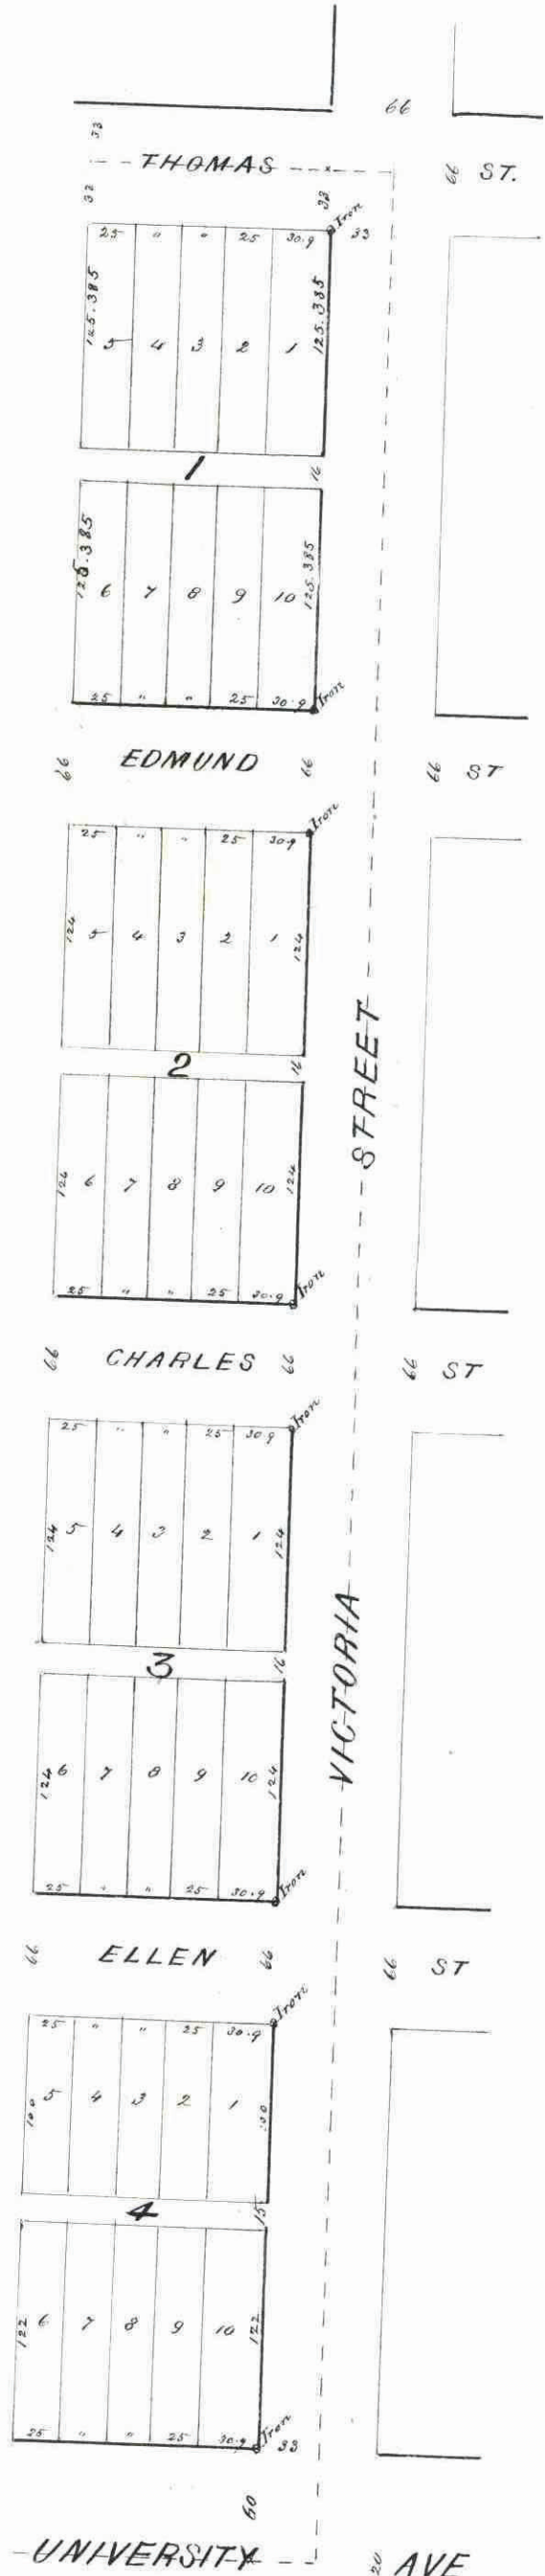 66
33
THOMAS 66 ST.
33 33 Iron
25 " " 25 30.9 33
125.385 125.385
5 4 3 2 1
1 16
125.385 125.385
6 7 8 9 10
25 " " 25 30.9 Iron
66 EDMUND 66 66 ST
Iron
25 " " 25 30.9
124 5 4 3 2 1 124
STREET
2 16
124 6 7 8 9 10 124
25 " " 25 30.9 Iron
66 CHARLES 66 66 ST
Iron
25 " " 25 30.9
124 5 4 3 2 1 124
3 16
VICTORIA
124 6 7 8 9 10 124
25 " " 25 30.9 Iron
66 ELLEN 66 66 ST
Iron
25 " " 25 30.9
100 5 4 3 2 1 100
4 15
122 6 7 8 9 10 122
25 " " 25 30.9 Iron 33
60
UNIVERSITY 20 AVE